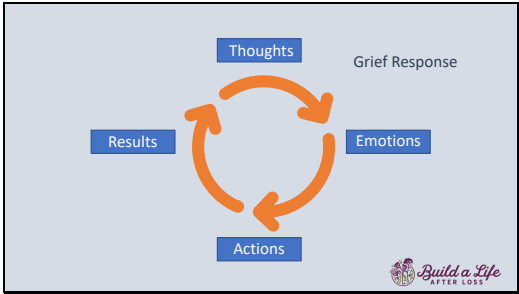 Thoughts
Grief Response
Results
Emotions
Actions
Build a Life
AFTER LOSS